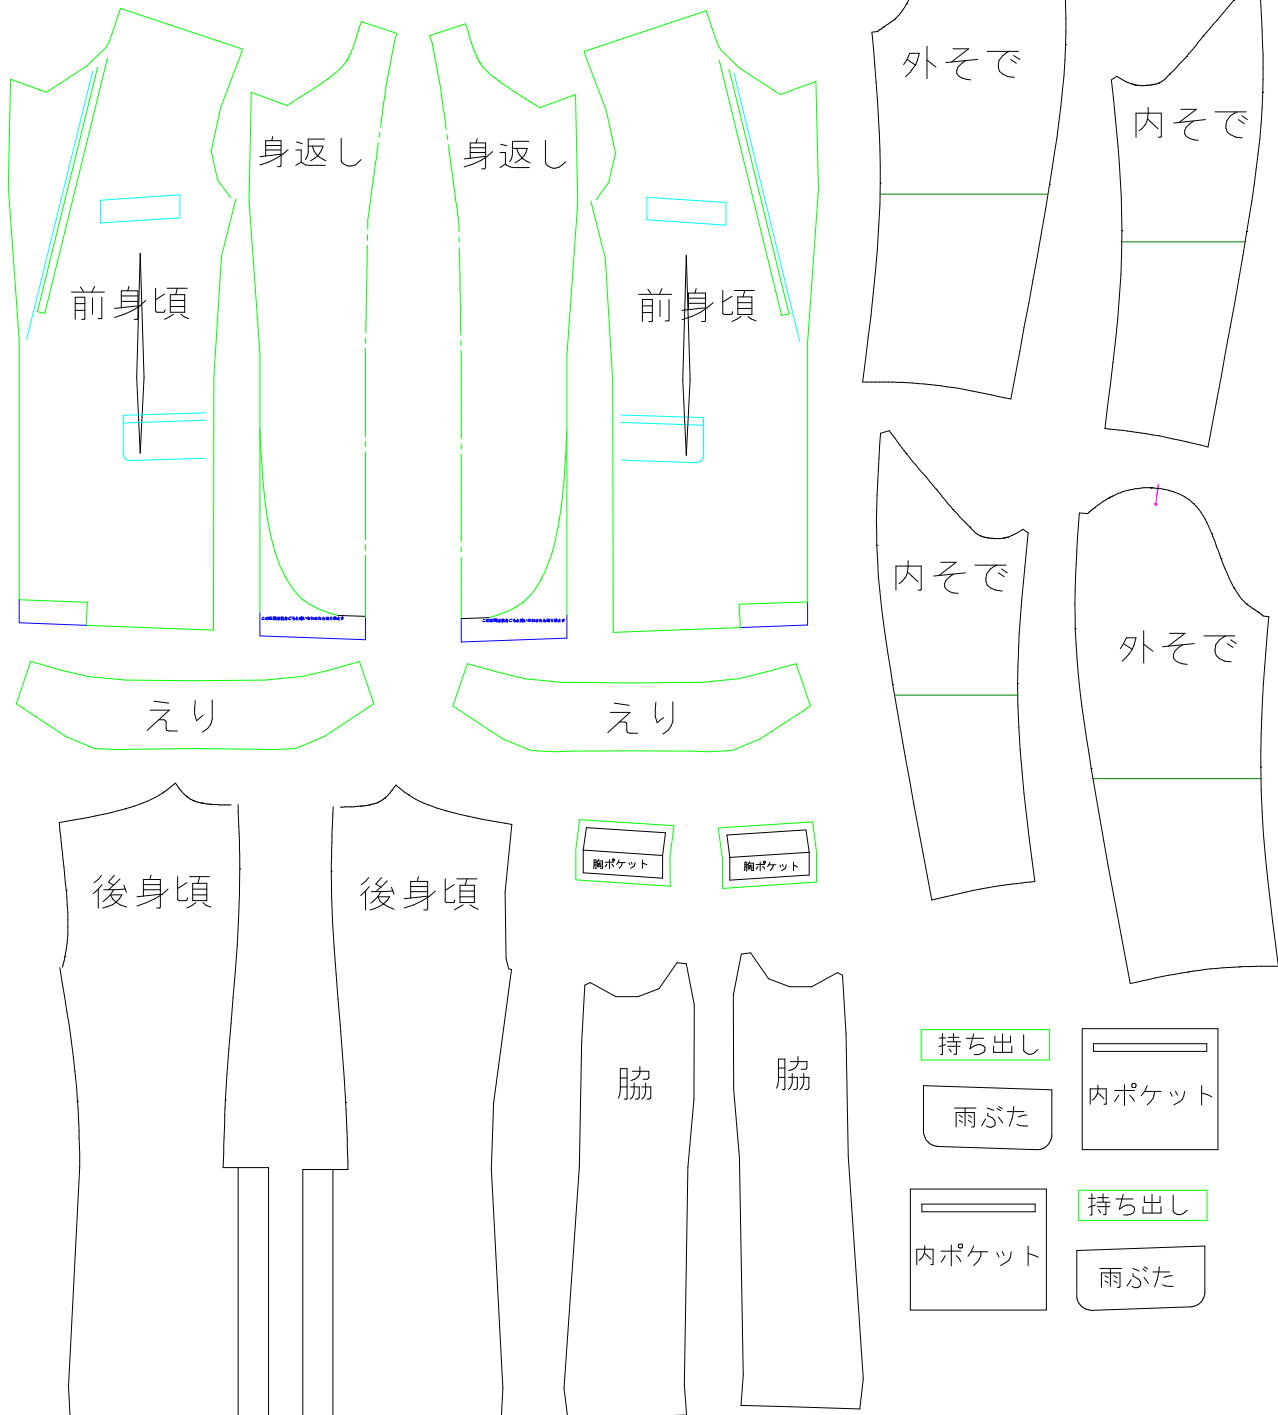 外そで
内そで
身返し
身返し
前身頃
前身頃
内そで
外そで
えり
えり
胸ポケット
胸ポケット
後身頃
後身頃
脇
脇
持ち出し
内ポケット
雨ぶた
持ち出し
内ポケット
雨ぶた